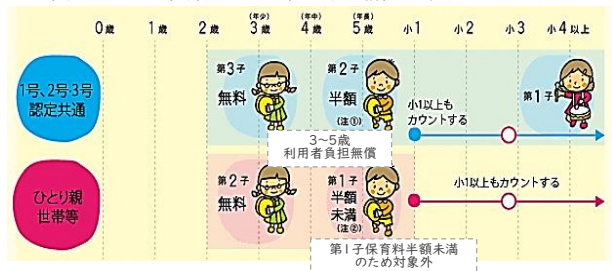 0歳 1歳 2歳 (年少)3歳 (年中)4歳 (年長)5歳 小1 小2 小3 小4以上
1号、2号・3号
認定共通
第3子
無料
第2子
半額
(注①)
3~5歳
利用者負担無償
小1以上も
カウントする
第1子
ひとり親
世帯等
第2子
無料
第1子
半額
未満
(注②)
小1以上もカウントする
第1子保育料半額未満
のため対象外